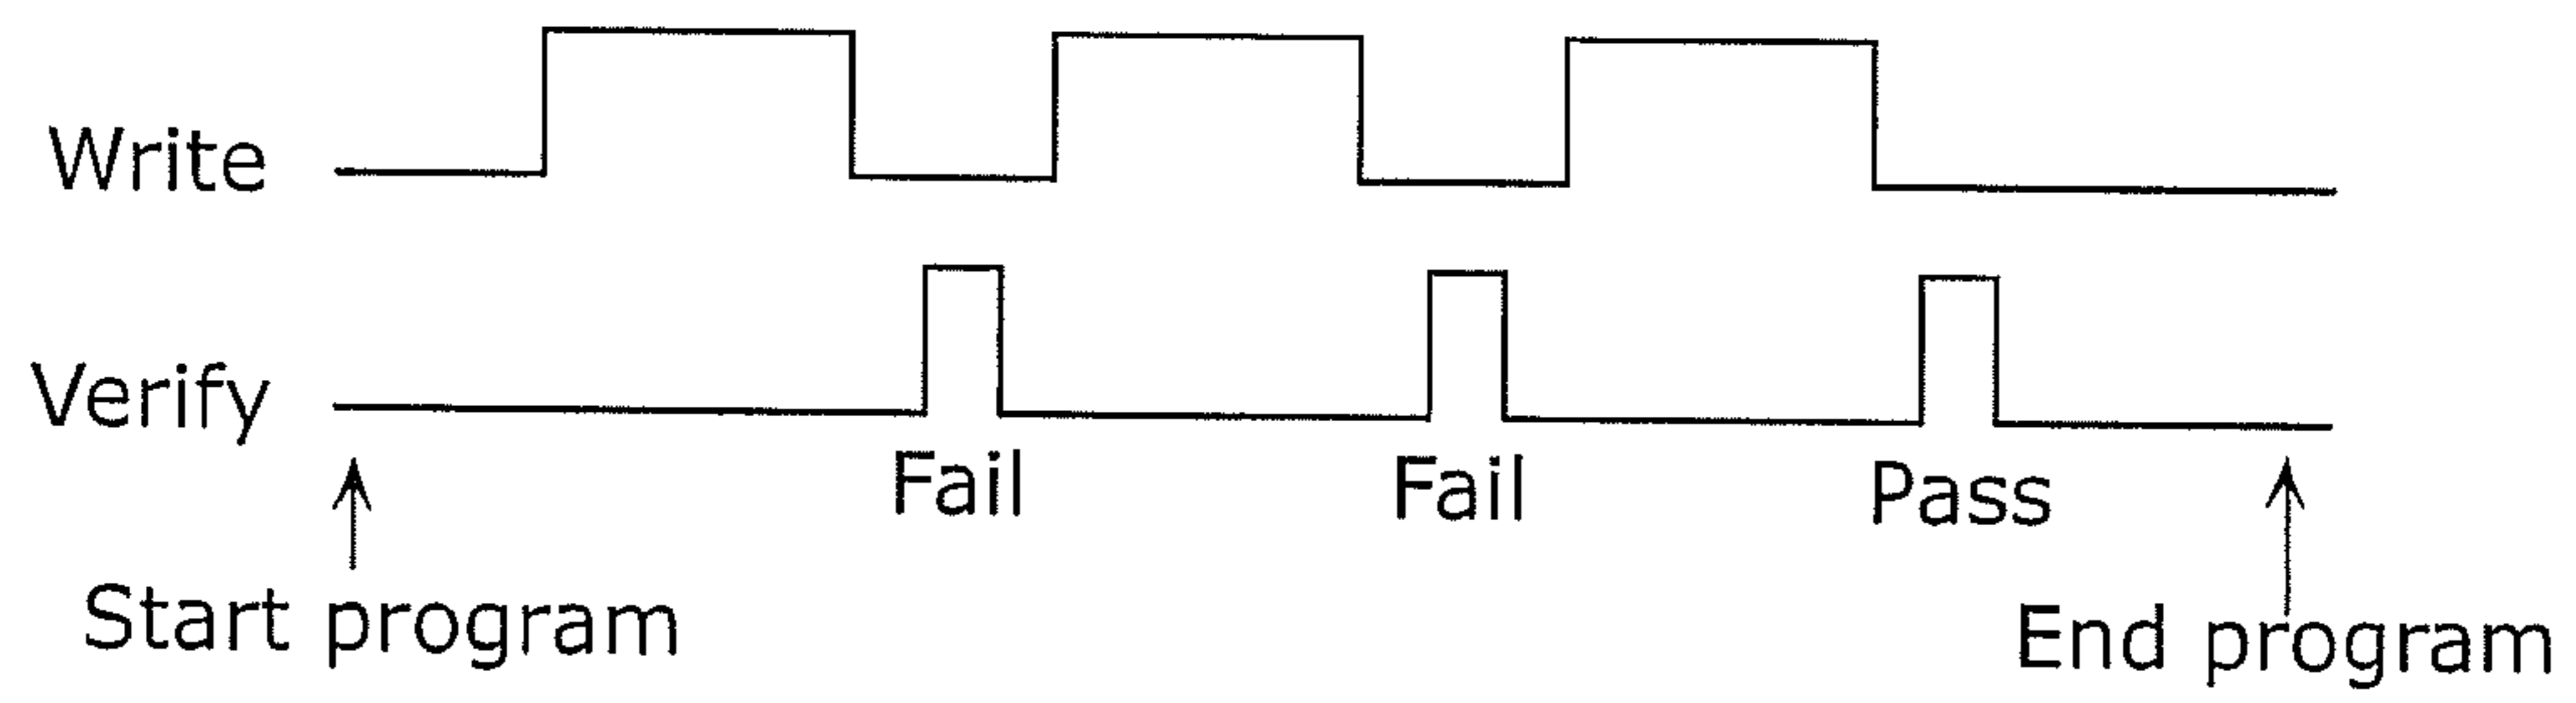 Write
Verify
Fail
Fail
Pass
Start program
End program